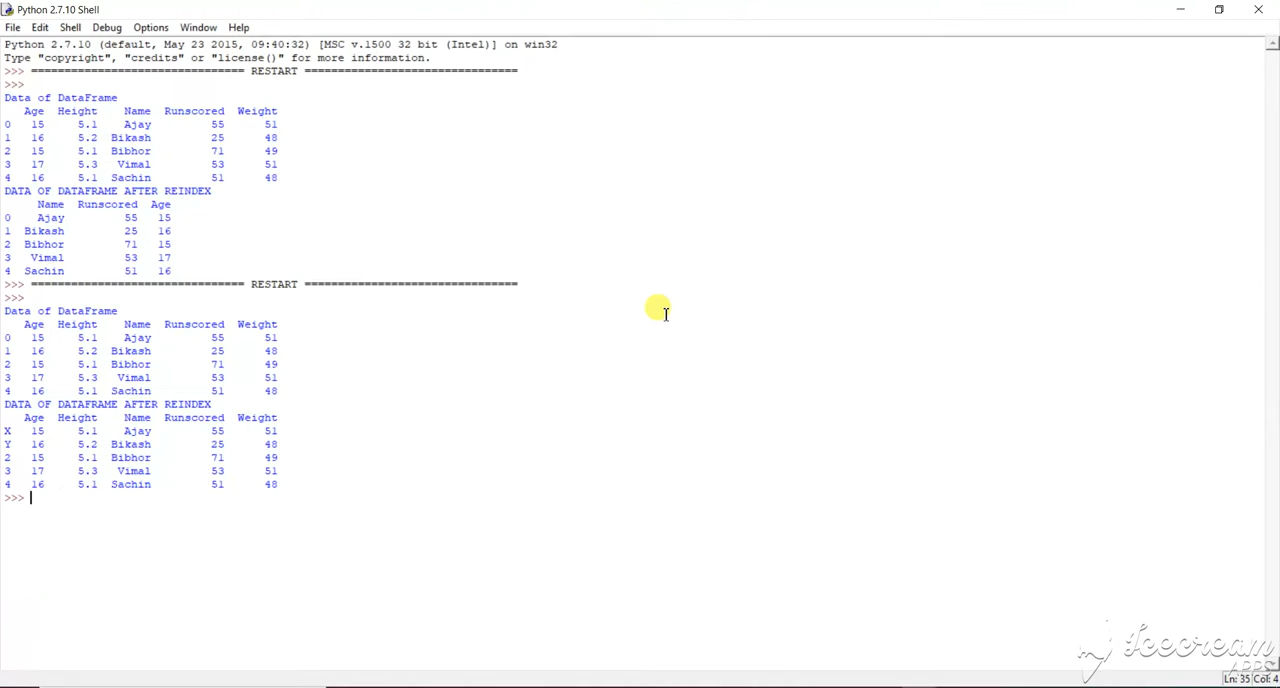 Python 2.7.10 Shell
File Edit Shell Debug Options Window Help
Python 2.7.10 (default, May 23 2015, 09:40:32) [MSC v.1500 32 bit (Intel)] on win32
Type "copyright", "credits" or "license()" for more information.
>>> ================================ RESTART ================================
>>>
Data of DataFrame
Age Height Name Runscored Weight
0 15 5.1 Ajay 55 51
1 16 5.2 Bikash 25 48
2 15 5.1 Bibhor 71 49
3 17 5.3 Vimal 53 51
4 16 5.1 Sachin 51 48
DATA OF DATAFRAME AFTER REINDEX
Name Runscored Age
0 Ajay 55 15
1 Bikash 25 16
2 Bibhor 71 15
3 Vimal 53 17
4 Sachin 51 16
>>> ================================ RESTART ================================
>>>
Data of DataFrame
Age Height Name Runscored Weight
0 15 5.1 Ajay 55 51
1 16 5.2 Bikash 25 48
2 15 5.1 Bibhor 71 49
3 17 5.3 Vimal 53 51
4 16 5.1 Sachin 51 48
DATA OF DATAFRAME AFTER REINDEX
Age Height Name Runscored Weight
X 15 5.1 Ajay 55 51
Y 16 5.2 Bikash 25 48
2 15 5.1 Bibhor 71 49
3 17 5.3 Vimal 53 51
4 16 5.1 Sachin 51 48
>>>
Icecream
APPS
Ln: 35 Col: 4